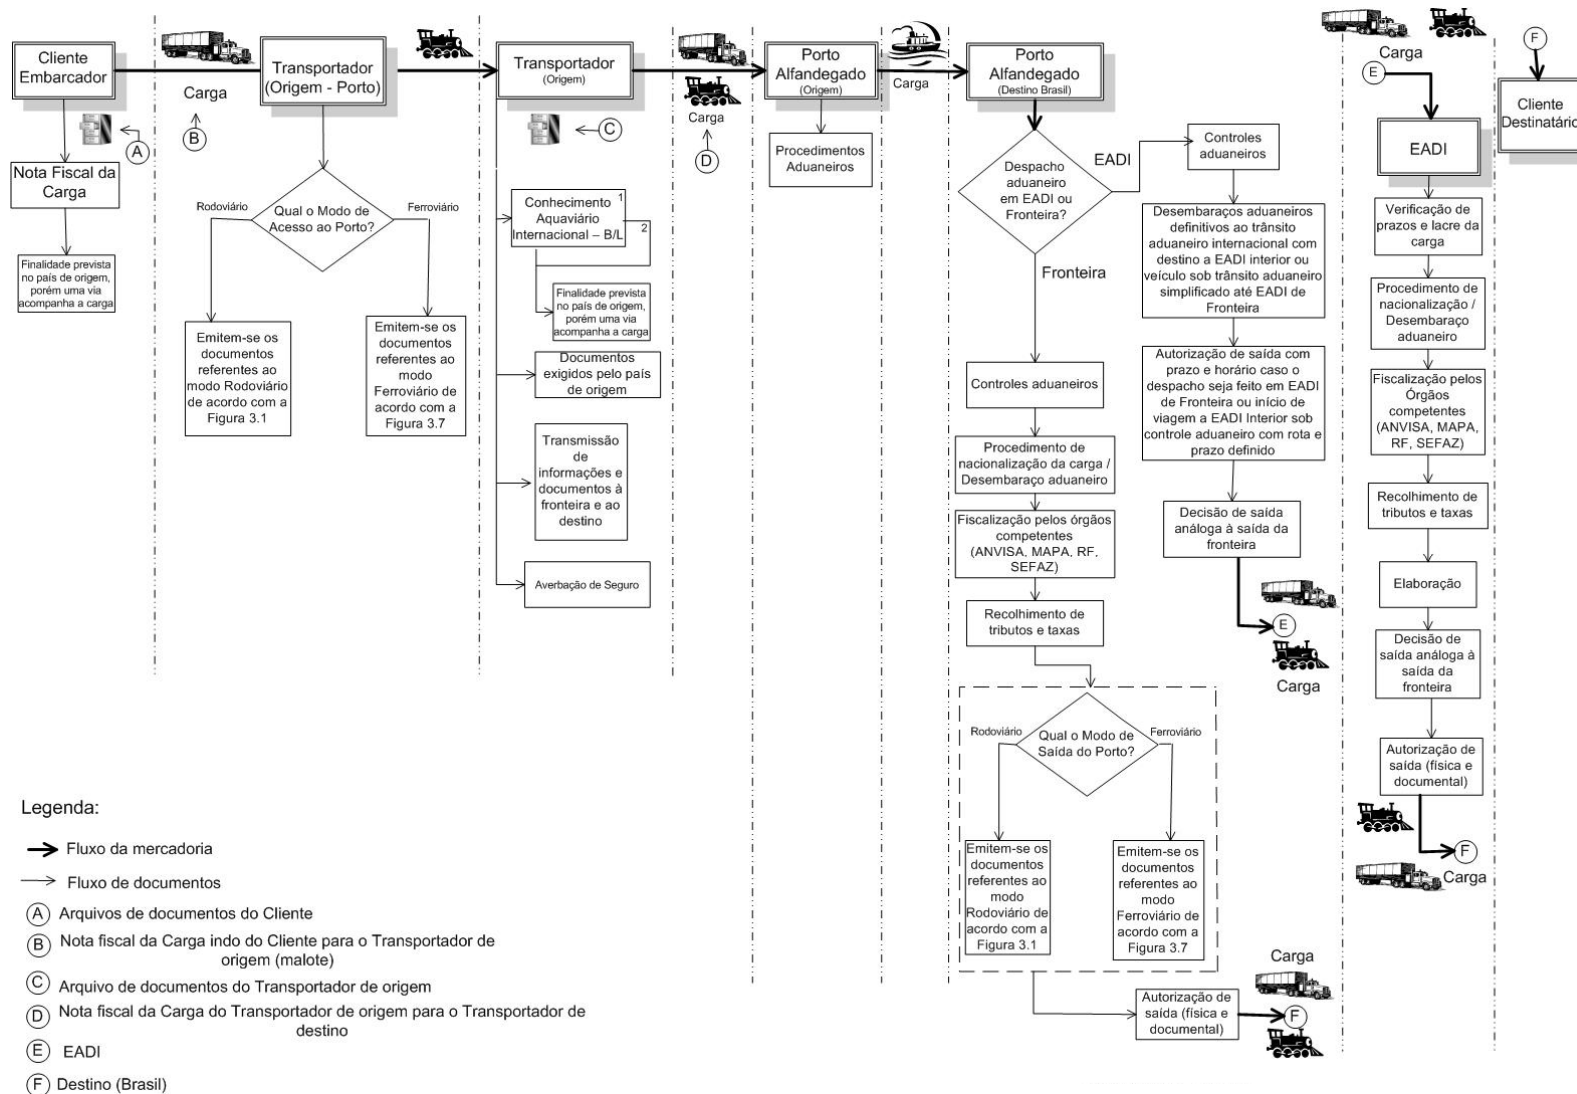 Cliente
Embarcador
Carga
B
A
Nota Fiscal da
Carga
Finalidade prevista
no país de origem,
porém uma via
acompanha a carga
Transportador
(Origem - Porto)
Rodoviário
Qual o Modo de
Acesso ao Porto?
Ferroviário
Emitem-se os
documentos
referentes ao
modo Rodoviário
de acordo com a
Figura 3.1
Emitem-se os
documentos
referentes ao
modo
Ferroviário de
acordo com a
Figura 3.7
Transportador
(Origem)
C
Conhecimento
Aquaviário
Internacional – B/L
1
2
Finalidade prevista
no país de origem,
porém uma via
acompanha a carga
Documentos
exigidos pelo país
de origem
Transmissão
de
informações e
documentos à
fronteira e ao
destino
Averbação de Seguro
Carga
D
Porto
Alfandegado
(Origem)
Procedimentos
Aduaneiros
Carga
Porto
Alfandegado
(Destino Brasil)
Despacho
aduaneiro
em EADI ou
Fronteira?
EADI
Fronteira
Controles aduaneiros
Procedimento de
nacionalização da carga /
Desembaraço aduaneiro
Fiscalização pelos órgãos
competentes
(ANVISA, MAPA, RF,
SEFAZ)
Recolhimento de
tributos e taxas
Rodoviário
Qual o Modo de
Saída do Porto?
Ferroviário
Emitem-se os
documentos
referentes ao
modo
Rodoviário de
acordo com a
Figura 3.1
Emitem-se os
documentos
referentes ao
modo
Ferroviário de
acordo com a
Figura 3.7
Autorização de
saída (física e
documental)
Carga
F
Controles
aduaneiros
Desembaraços aduaneiros
definitivos ao trânsito
aduaneiro internacional com
destino a EADI interior ou
veículo sob trânsito aduaneiro
simplificado até EADI de
Fronteira
Autorização de saída com
prazo e horário caso o
despacho seja feito em EADI
de Fronteira ou início de
viagem a EADI Interior sob
controle aduaneiro com rota e
prazo definido
Decisão de saída
análoga à saída da
fronteira
E
Carga
Carga
E
EADI
Verificação de
prazos e lacre da
carga
Procedimento de
nacionalização /
Desembaraço
aduaneiro
Fiscalização pelos
Órgãos
competentes
(ANVISA, MAPA,
RF, SEFAZ)
Recolhimento de
tributos e taxas
Elaboração
Decisão de
saída análoga à
saída da
fronteira
Autorização de
saída (física e
documental)
F
Carga
F
Cliente
Destinatário
Legenda:
Fluxo da mercadoria
Fluxo de documentos
A Arquivos de documentos do Cliente
B Nota fiscal da Carga indo do Cliente para o Transportador de
origem (malote)
C Arquivo de documentos do Transportador de origem
D Nota fiscal da Carga do Transportador de origem para o Transportador de
destino
E EADI
F Destino (Brasil)